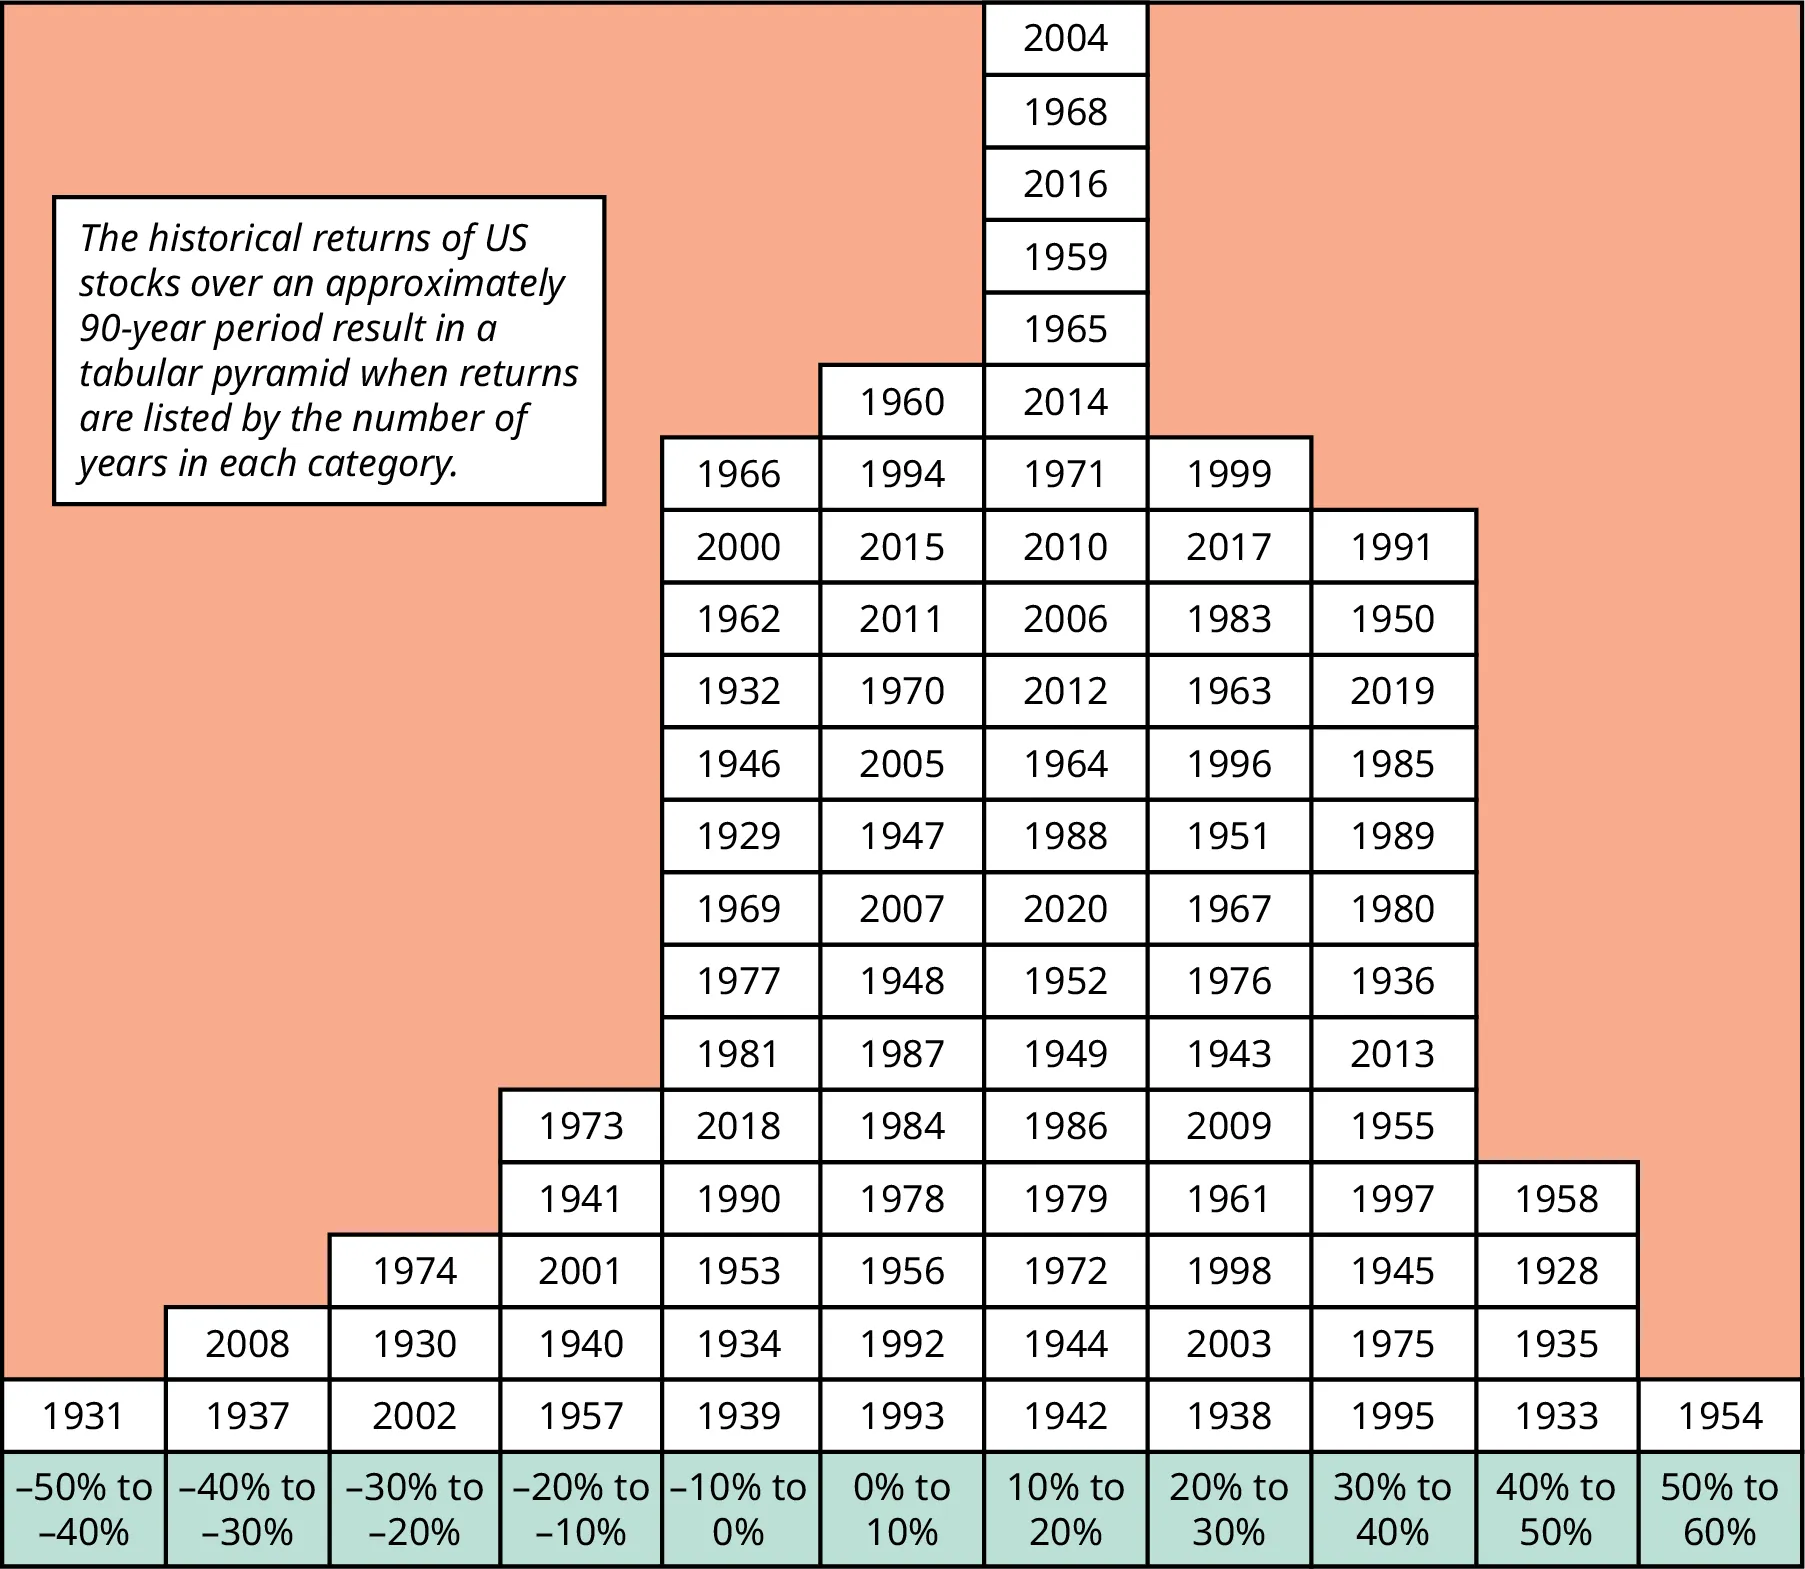 2004
1968
2016
The historical returns of US
stocks over an approximately
90-year period result in a
tabular pyramid when returns
are listed by the number of
years in each category.
1959
1965
1960 2014
1966 1994 1971 1999
2000 2015 2010 2017 1991
1962 2011 2006 1983 1950
1932 1970 2012 1963 2019
1946 2005 1964 1996 1985
1929 1947 1988 1951 1989
1969 2007 2020 1967 1980
1977 1948 1952 1976 1936
1981 1987 1949 1943 2013
1973 2018 1984 1986 2009 1955
1941 1990 1978 1979 1961 1997 1958
1974 2001 1953 1956 1972 1998 1945 1928
2008 1930 1940 1934 1992 1944 2003 1975 1935
1931 1937 2002 1957 1939 1993 1942 1938 1995 1933 1954
–50% to –40% to –30% to –20% to –10% to 0% to 10% to 20% to 30% to 40% to 50% to
–40% –30% –20% –10% 0% 10% 20% 30% 40% 50% 60%